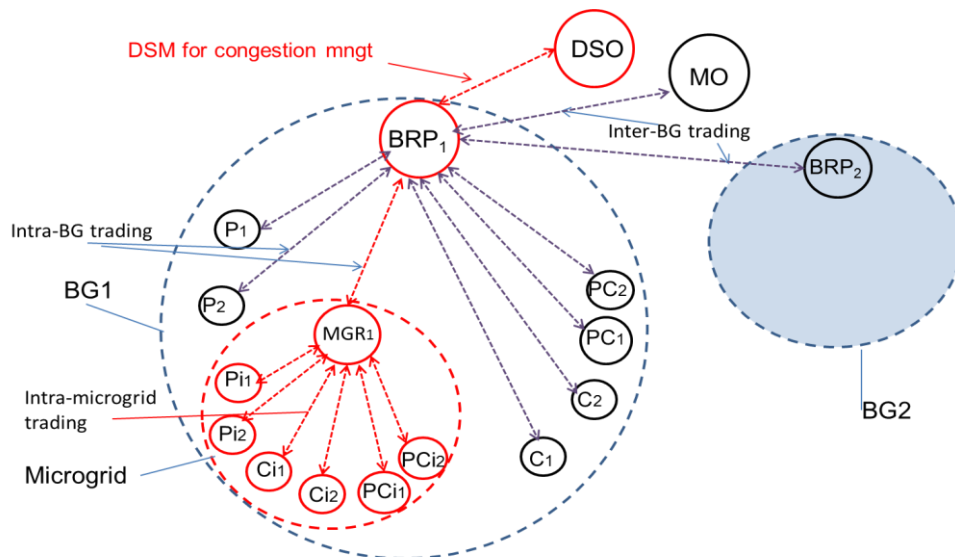 DSM for congestion mngt
DSO
MO
BRP1
Inter-BG trading
BRP2
P1
Intra-BG trading
BG1
P2
PC2
MGR1
PC1
Pi1
Intra-microgrid
trading
C2
BG2
Pi2
Microgrid
Ci1
Ci2
PCi1
PCi2
C1